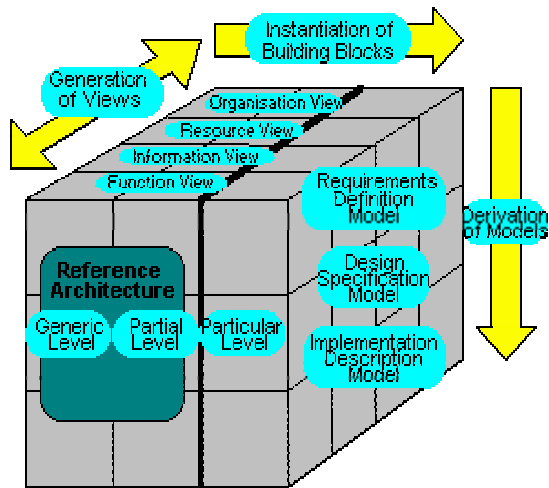 Instantiation of
Building Blocks
Generation
of Views
Organisation View
Resource View
Information View
Function View
Requirements
Definition
Model
Derivation
of Models
Reference
Architecture
Design
Specification
Model
Generic
Level
Partial
Level
Particular
Level
Implementation
Description
Model